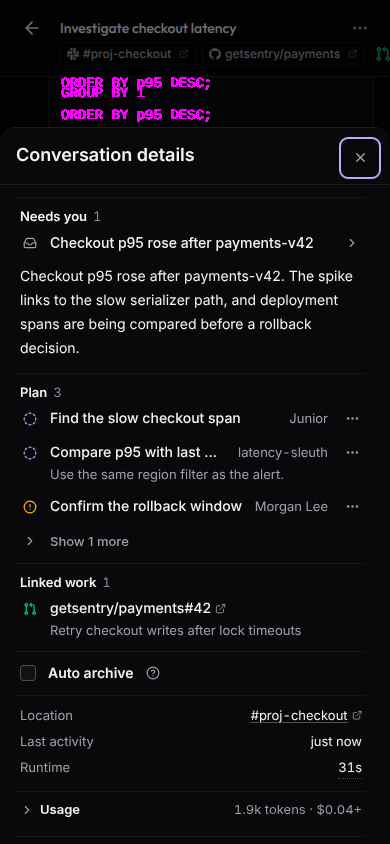 Investigate checkout latency
#proj-checkout getsentry/payments
ORDER BY p95 DESC;
GROUP BY 1
ORDER BY p95 DESC;
Conversation details
Needs you 1
Checkout p95 rose after payments-v42
Checkout p95 rose after payments-v42. The spike
links to the slow serializer path, and deployment
spans are being compared before a rollback
decision.
Plan 3
Find the slow checkout span Junior
Compare p95 with last ... latency-sleuth
Use the same region filter as the alert.
Confirm the rollback window Morgan Lee
Show 1 more
Linked work 1
getsentry/payments#42
Retry checkout writes after lock timeouts
Auto archive
Location #proj-checkout
Last activity just now
Runtime 31s
Usage 1.9k tokens · $0.04+